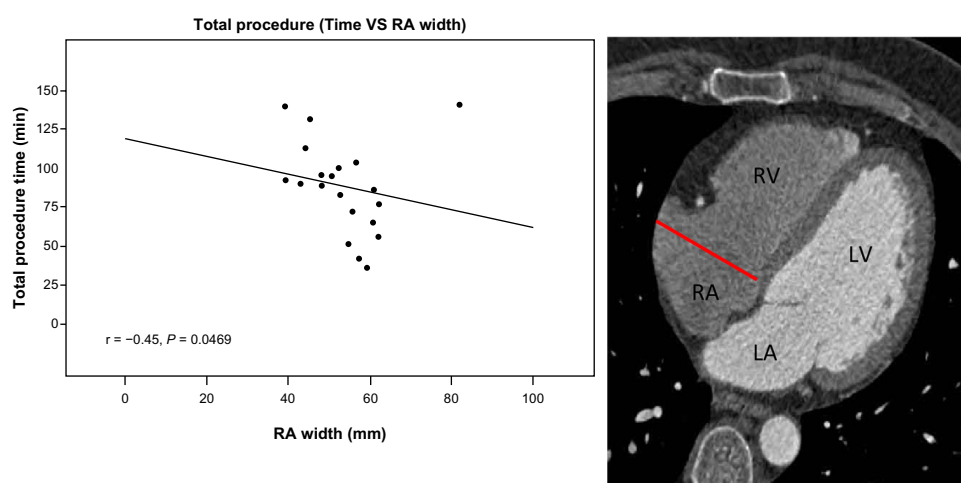 Total procedure (Time VS RA width)
Total procedure time (min)
150
125
100
75
50
25
0
r = −0.45, P = 0.0469
0 20 40 60 80 100
RA width (mm)
RV
LV
RA
LA